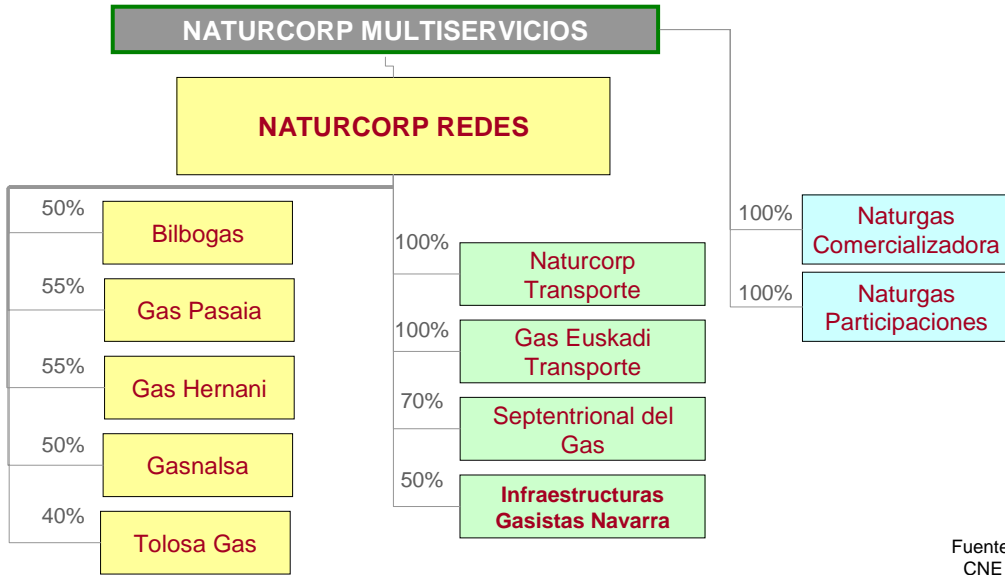 NATURCORP MULTISERVICIOS
NATURCORP REDES
50%
Bilbogas
55%
Gas Pasaia
55%
Gas Hernani
50%
Gasnalsa
40%
Tolosa Gas
100%
Naturcorp
Transporte
100%
Gas Euskadi
Transporte
70%
Septentrional del
Gas
50%
Infraestructuras
Gasistas Navarra
100%
Naturgas
Comercializadora
100%
Naturgas
Participaciones
Fuente
CNE